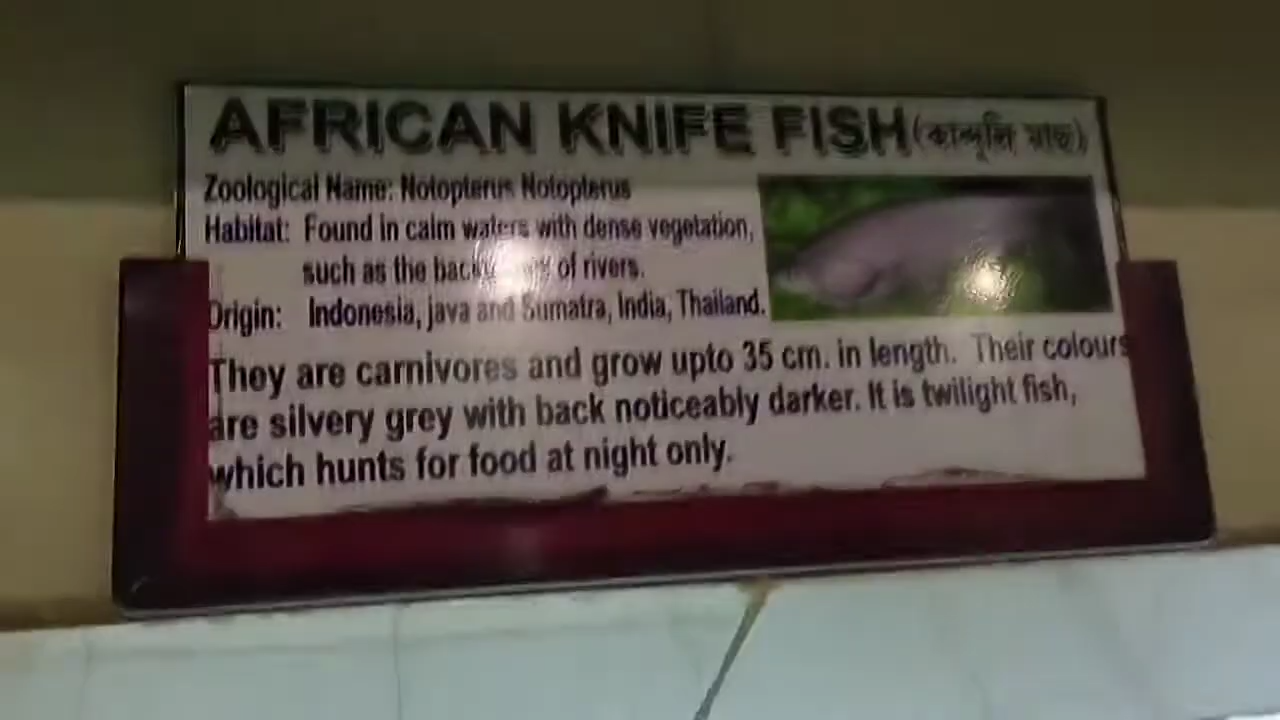 AFRICAN KNIFE FISH (কান্দুলি মাছ)
Zoological Name: Notopterus Notopterus
Habitat: Found in calm waters with dense vegetation,
such as the of rivers.
Origin: Indonesia, java and Sumatra, India, Thailand.
They are carnivores and grow upto 35 cm. in length. Their colours
are silvery grey with back noticeably darker. It is twilight fish,
which hunts for food at night only.